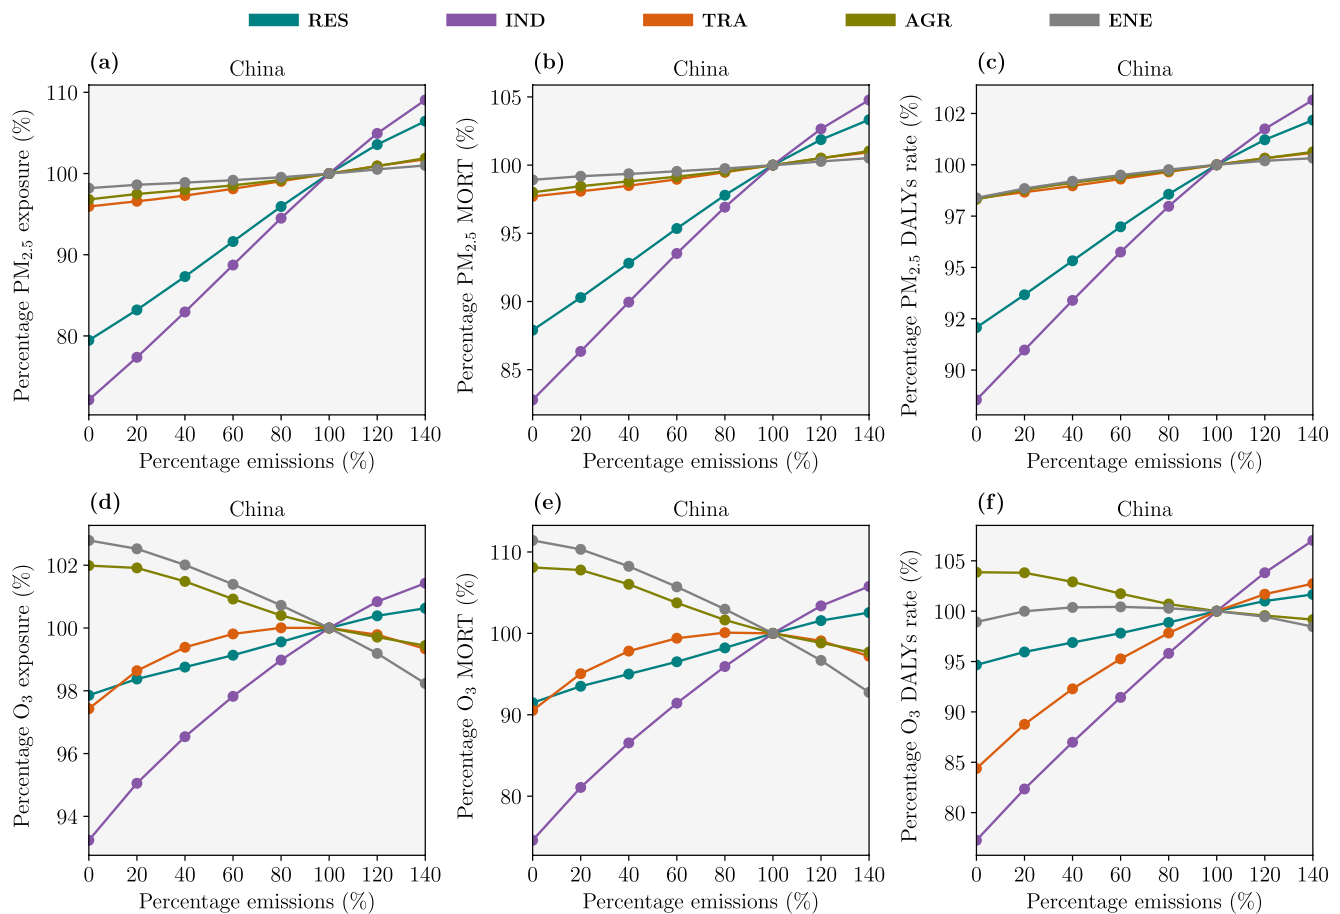 RES IND TRA AGR ENE
(a) China
Percentage PM2.5 exposure (%)
110
100
90
80
0 20 40 60 80 100 120 140
Percentage emissions (%)
(b) China
Percentage PM2.5 MORT (%)
105
100
95
90
85
0 20 40 60 80 100 120 140
Percentage emissions (%)
(c) China
Percentage PM2.5 DALYs rate (%)
102
100
97
95
92
90
0 20 40 60 80 100 120 140
Percentage emissions (%)
(d) China
Percentage O3 exposure (%)
102
100
98
96
94
0 20 40 60 80 100 120 140
Percentage emissions (%)
(e) China
Percentage O3 MORT (%)
110
100
90
80
0 20 40 60 80 100 120 140
Percentage emissions (%)
(f) China
Percentage O3 DALYs rate (%)
105
100
95
90
85
80
0 20 40 60 80 100 120 140
Percentage emissions (%)